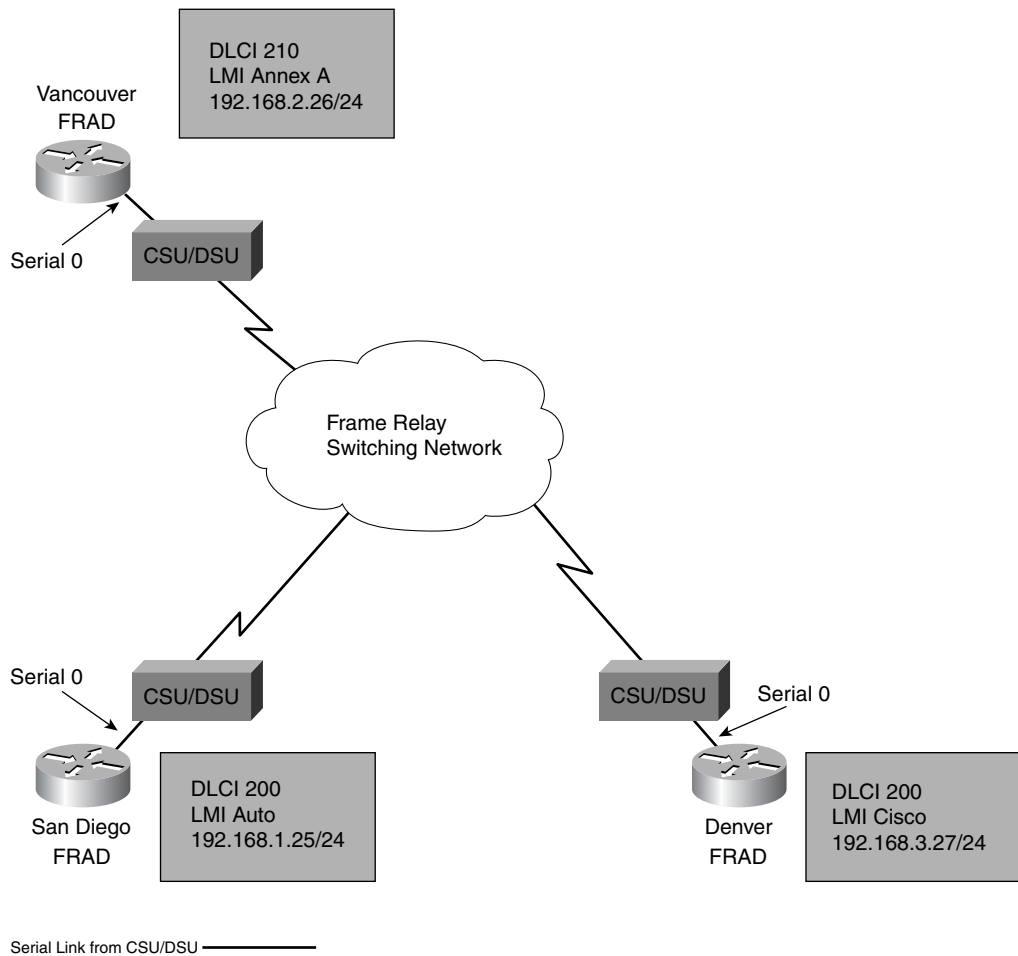 DLCI 210
LMI Annex A
192.168.2.26/24
Vancouver
FRAD
Serial 0
CSU/DSU
Frame Relay
Switching Network
Serial 0
CSU/DSU
CSU/DSU
Serial 0
San Diego
FRAD
DLCI 200
LMI Auto
192.168.1.25/24
Denver
FRAD
DLCI 200
LMI Cisco
192.168.3.27/24
Serial Link from CSU/DSU